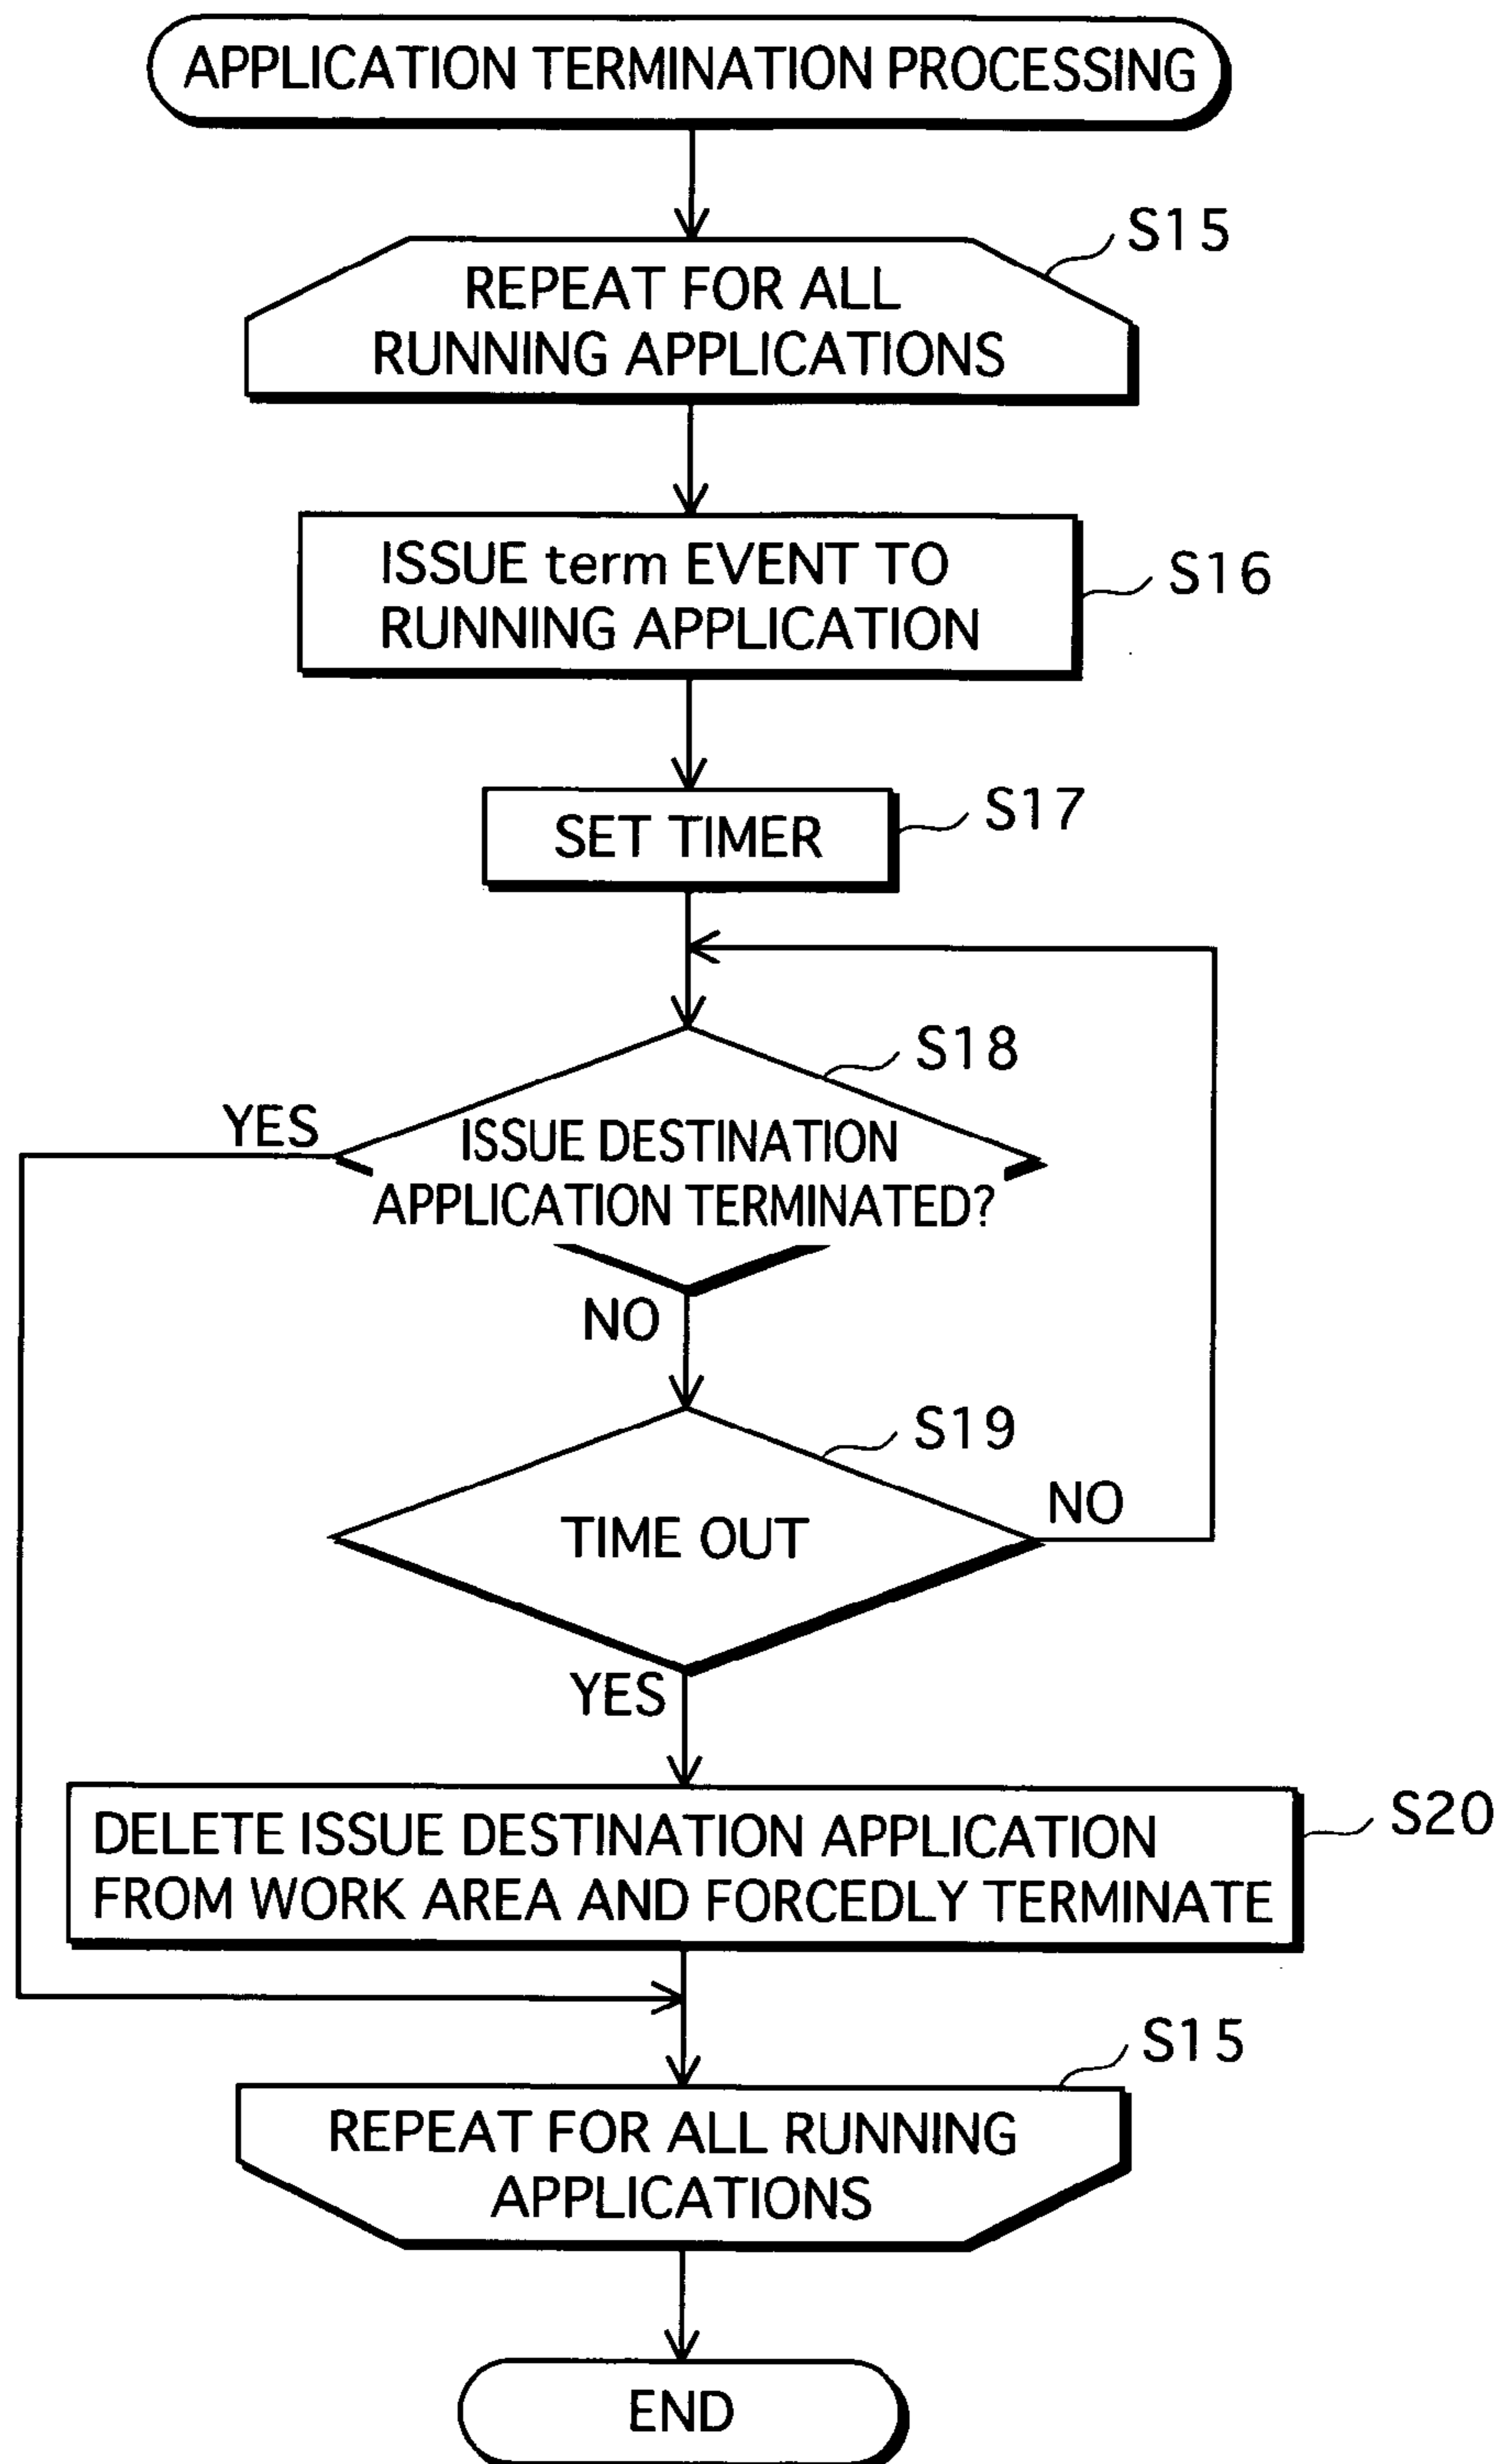 APPLICATION TERMINATION PROCESSING
S15
REPEAT FOR ALL
RUNNING APPLICATIONS
ISSUE term EVENT TO
RUNNING APPLICATION
S16
SET TIMER
S17
S18
YES
ISSUE DESTINATION
APPLICATION TERMINATED?
NO
S19
NO
TIME OUT
YES
DELETE ISSUE DESTINATION APPLICATION
FROM WORK AREA AND FORCEDLY TERMINATE
S20
S15
REPEAT FOR ALL RUNNING
APPLICATIONS
END